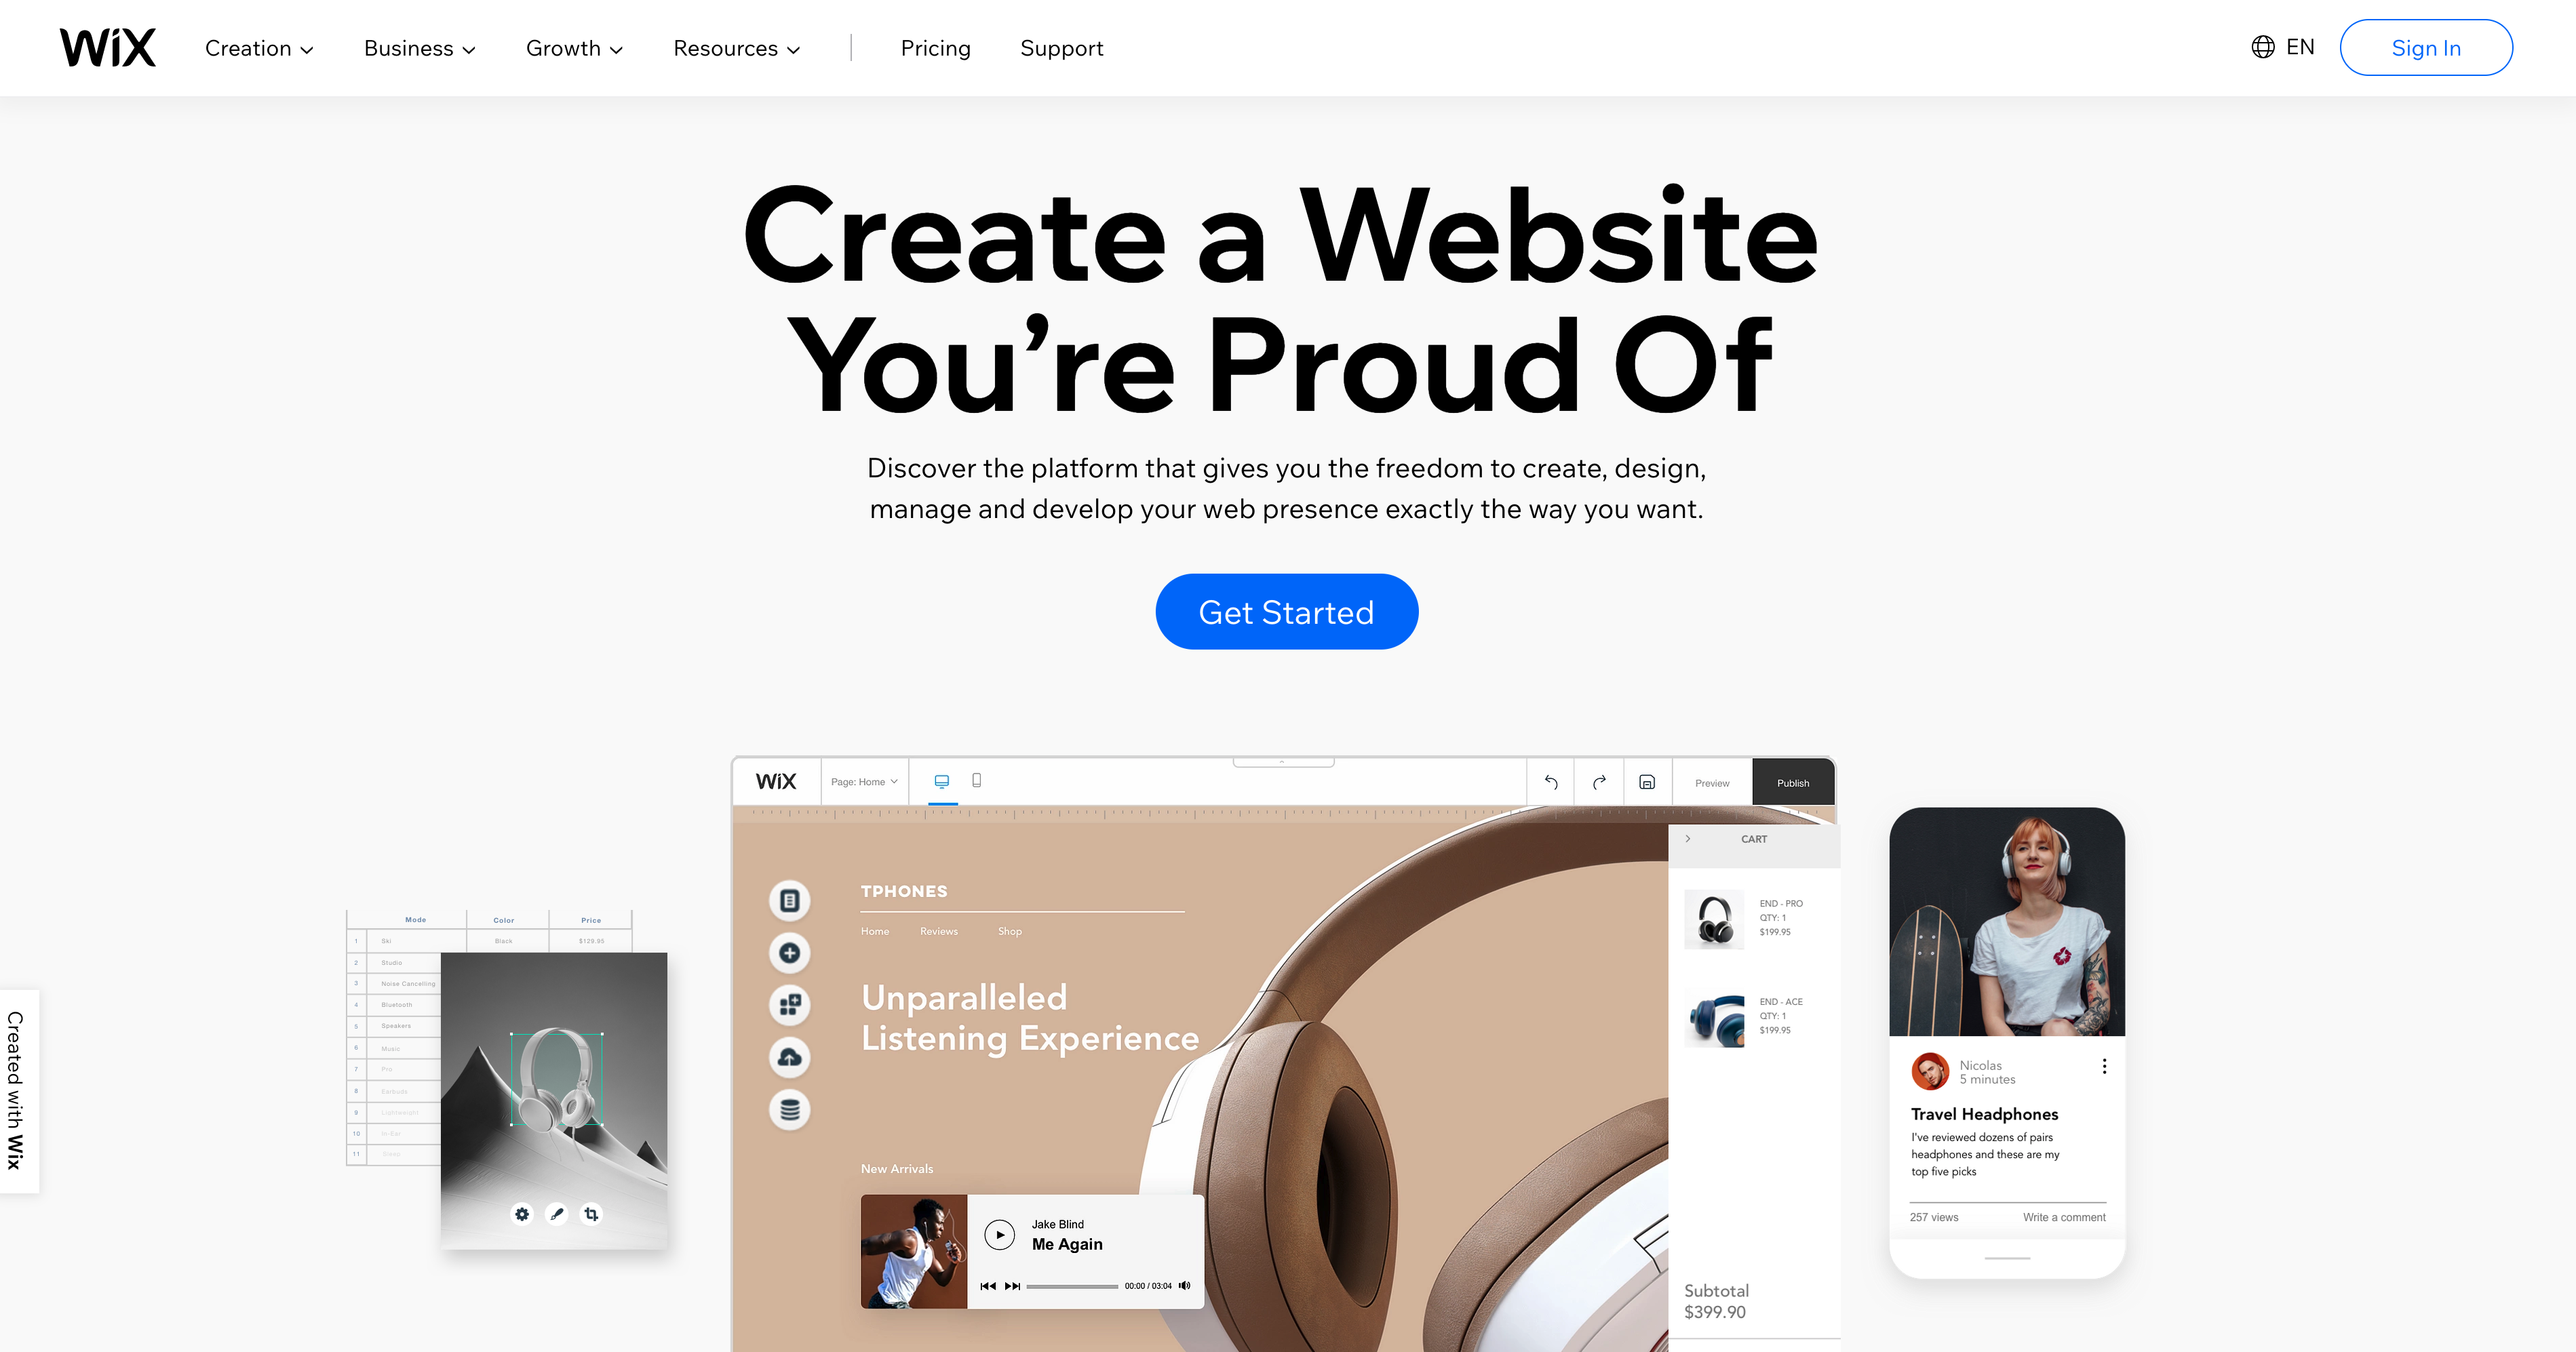 WiX Creation Business Growth Resources Pricing Support EN Sign In
Create a Website
You're Proud Of
Discover the platform that gives you the freedom to create, design,
manage and develop your web presence exactly the way you want.
Get Started
Mode Color Price
1 Ski Black $129.95
2 Studio
3 Noise Cancelling
4 Bluetooth
5 Speakers
6 Music
7 Pro
8 Earbuds
9 Lightweight
10 In-Ear
11 Sleep
Created with Wix
WiX Page: Home Preview Publish
TPHONES
Home Reviews Shop
Unparalleled
Listening Experience
New Arrivals
Jake Blind
Me Again
00:00 / 03:04
CART
END - PRO
QTY: 1
$199.95
END - ACE
QTY: 1
$199.95
Subtotal
$399.90
Nicolas
5 minutes
Travel Headphones
I've reviewed dozens of pairs
headphones and these are my
top five picks
257 views Write a comment